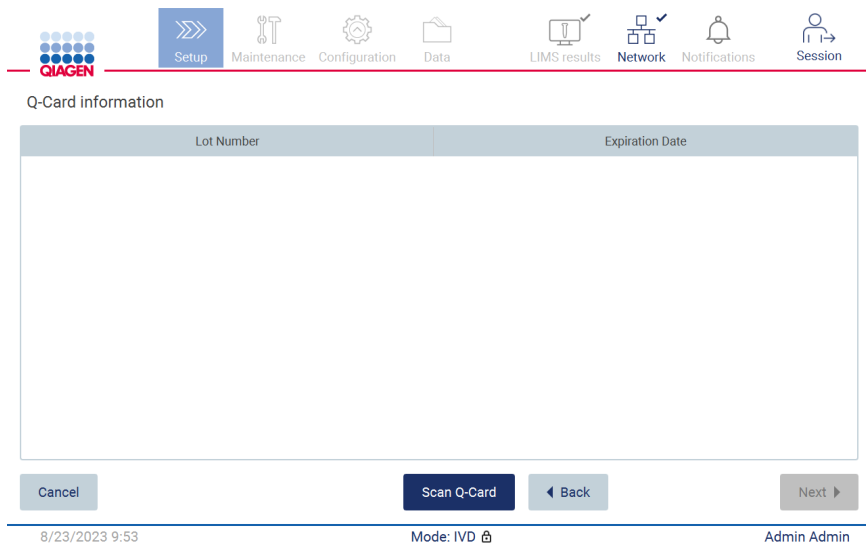 QIAGEN
Setup
Maintenance
Configuration
Data
LIMS results
Network
Notifications
Session
Q-Card information
Lot Number
Expiration Date
Cancel
Scan Q-Card
Back
Next
8/23/2023 9:53
Mode: IVD
Admin Admin